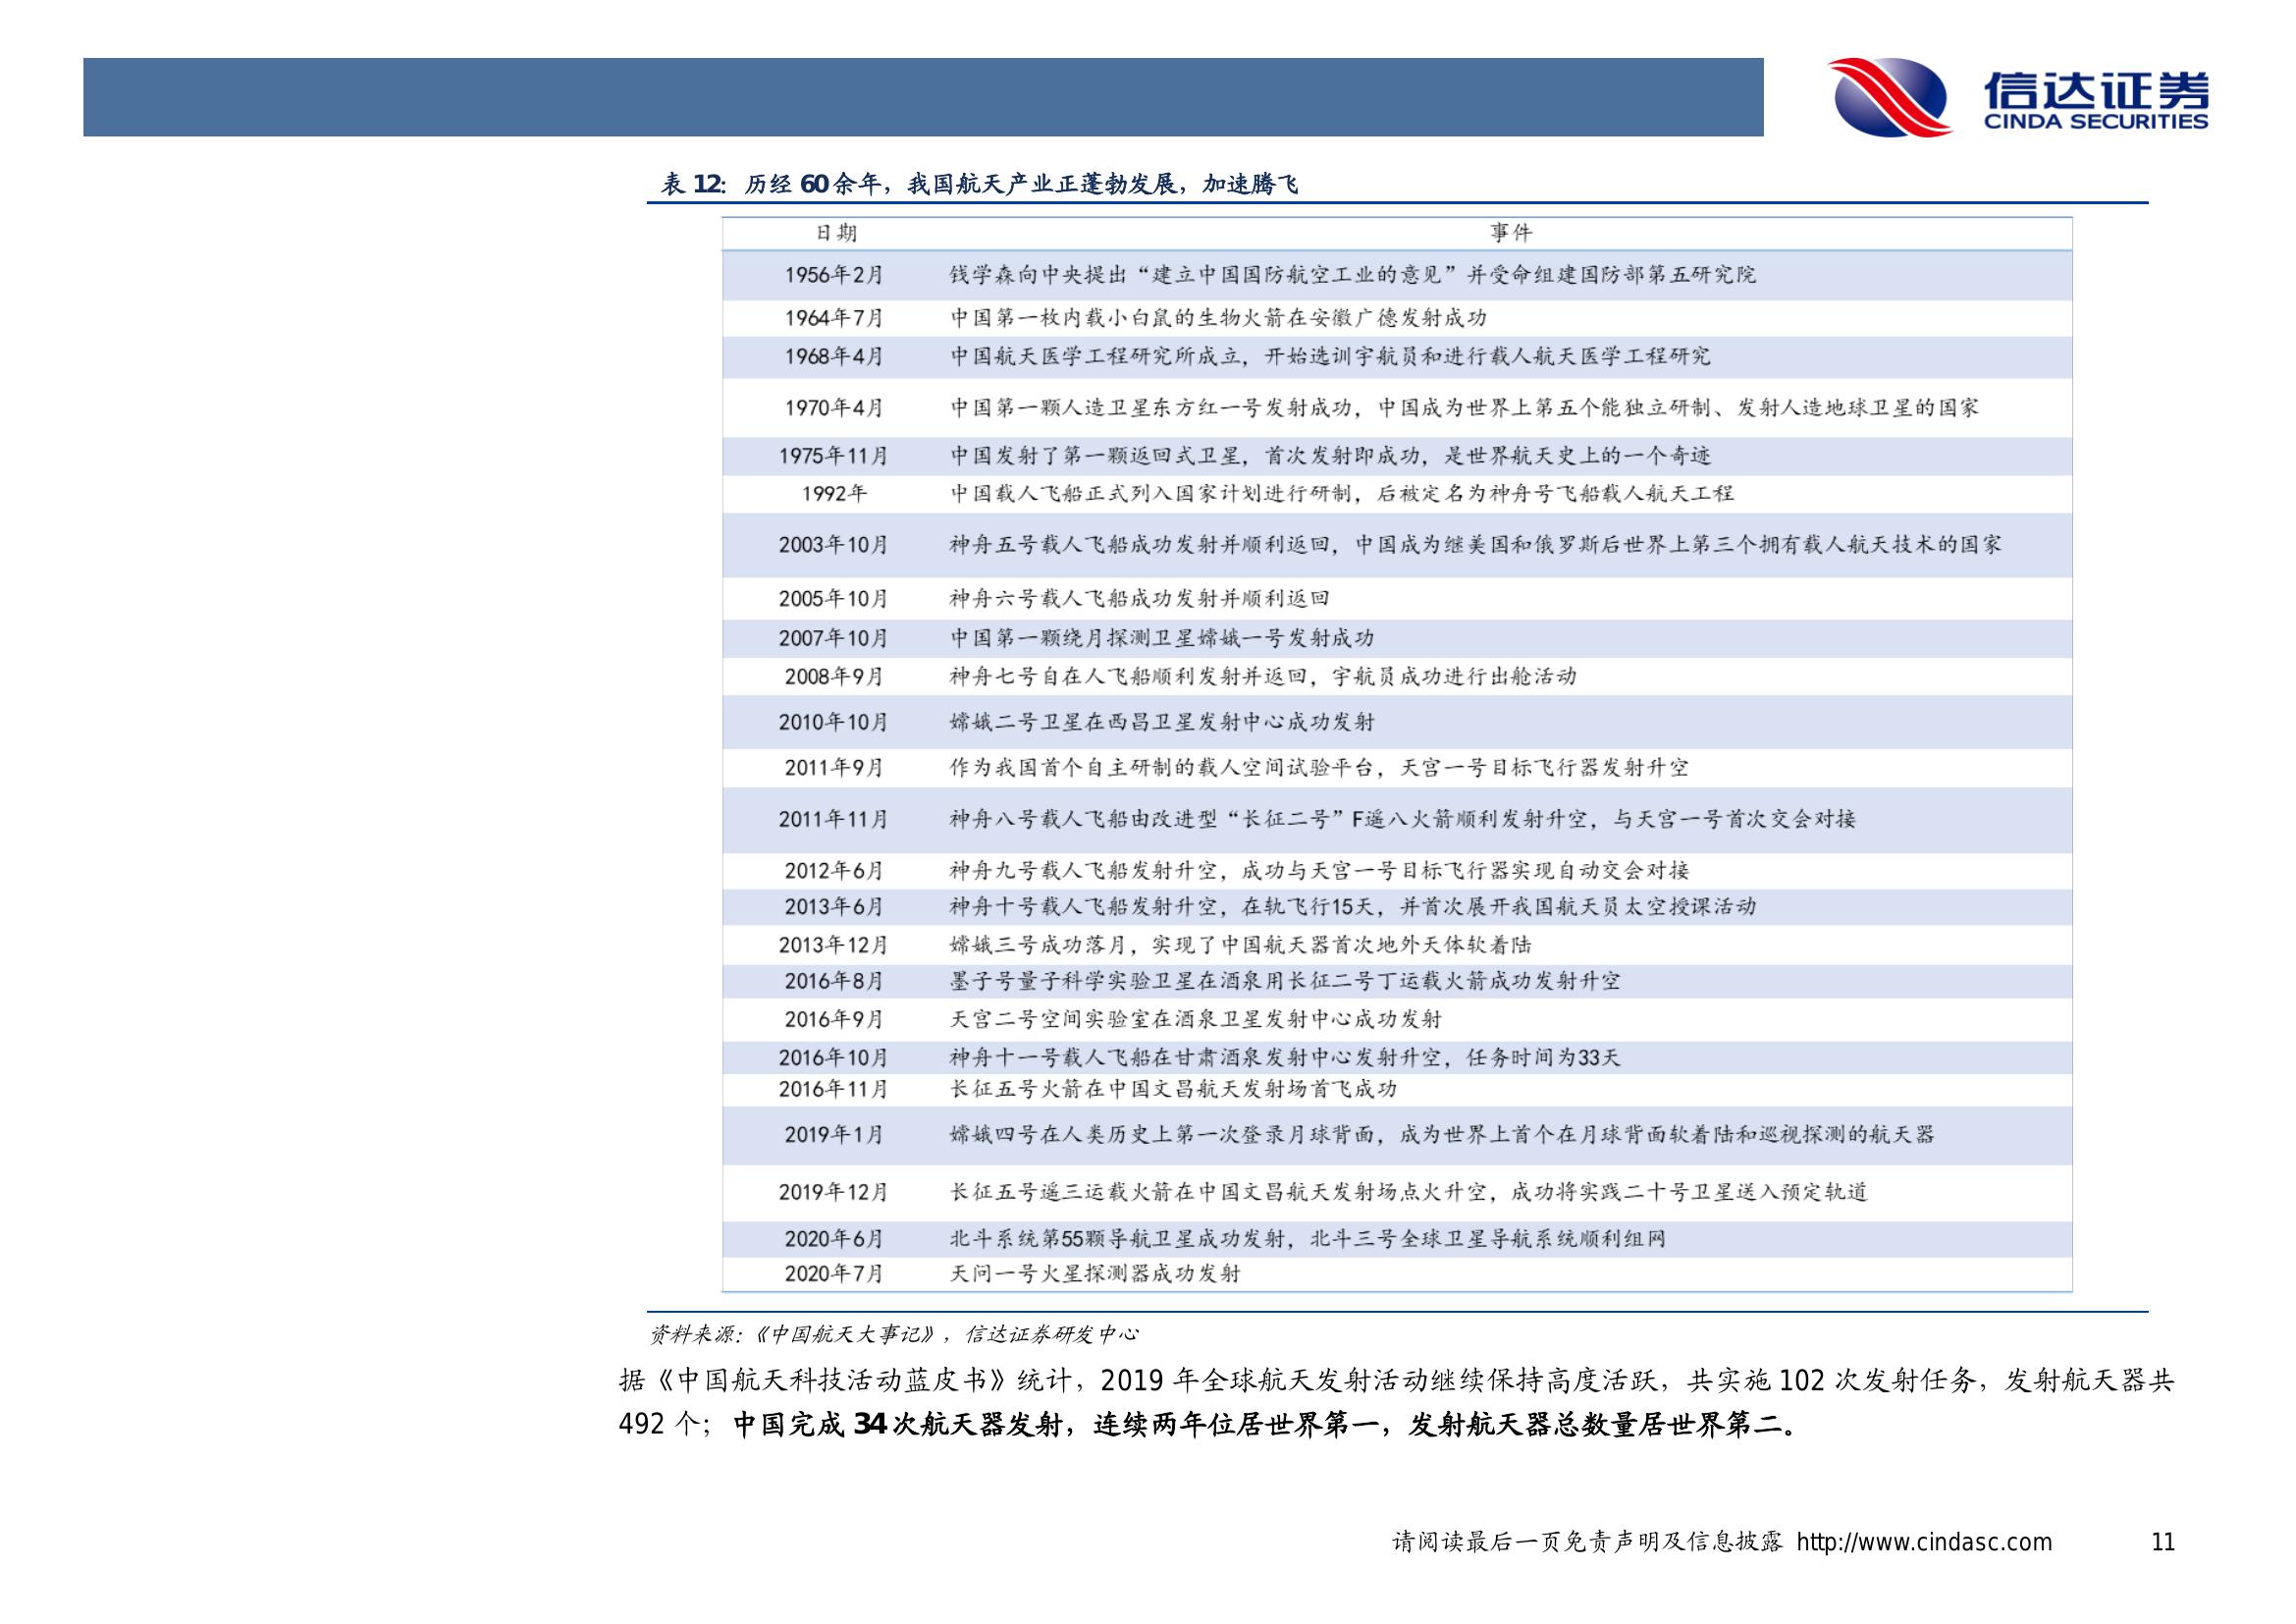 信达证券
CINDA SECURITIES
表 12: 历经 60 余年，我国航天产业正蓬勃发展，加速腾飞
日期 事件
1956年2月 钱学森向中央提出“建立中国国防航空工业的意见”并受命组建国防部第五研究院
1964年7月 中国第一枚内载小白鼠的生物火箭在安徽广德发射成功
1968年4月 中国航天医学工程研究所成立，开始选训宇航员和进行载人航天医学工程研究
1970年4月 中国第一颗人造卫星东方红一号发射成功，中国成为世界上第五个能独立研制、发射人造地球卫星的国家
1975年11月 中国发射了第一颗返回式卫星，首次发射即成功，是世界航天史上的一个奇迹
1992年 中国载人飞船正式列入国家计划进行研制，后被定名为神舟号飞船载人航天工程
2003年10月 神舟五号载人飞船成功发射并顺利返回，中国成为继美国和俄罗斯后世界上第三个拥有载人航天技术的国家
2005年10月 神舟六号载人飞船成功发射并顺利返回
2007年10月 中国第一颗绕月探测卫星嫦娥一号发射成功
2008年9月 神舟七号自在人飞船顺利发射并返回，宇航员成功进行出舱活动
2010年10月 嫦娥二号卫星在西昌卫星发射中心成功发射
2011年9月 作为我国首个自主研制的载人空间试验平台，天宫一号目标飞行器发射升空
2011年11月 神舟八号载人飞船由改进型“长征二号”F遥八火箭顺利发射升空，与天宫一号首次交会对接
2012年6月 神舟九号载人飞船发射升空，成功与天宫一号目标飞行器实现自动交会对接
2013年6月 神舟十号载人飞船发射升空，在轨飞行15天，并首次展开我国航天员太空授课活动
2013年12月 嫦娥三号成功落月，实现了中国航天器首次地外天体软着陆
2016年8月 墨子号量子科学实验卫星在酒泉用长征二号丁运载火箭成功发射升空
2016年9月 天宫二号空间实验室在酒泉卫星发射中心成功发射
2016年10月 神舟十一号载人飞船在甘肃酒泉发射中心发射升空，任务时间为33天
2016年11月 长征五号火箭在中国文昌航天发射场首飞成功
2019年1月 嫦娥四号在人类历史上第一次登录月球背面，成为世界上首个在月球背面软着陆和巡视探测的航天器
2019年12月 长征五号遥三运载火箭在中国文昌航天发射场点火升空，成功将实践二十号卫星送入预定轨道
2020年6月 北斗系统第55颗导航卫星成功发射，北斗三号全球卫星导航系统顺利组网
2020年7月 天问一号火星探测器成功发射
资料来源：《中国航天大事记》，信达证券研发中心
据《中国航天科技活动蓝皮书》统计，2019 年全球航天发射活动继续保持高度活跃，共实施 102 次发射任务，发射航天器共
492 个；中国完成 34 次航天器发射，连续两年位居世界第一，发射航天器总数量居世界第二。
请阅读最后一页免责声明及信息披露 http://www.cindasc.com 11